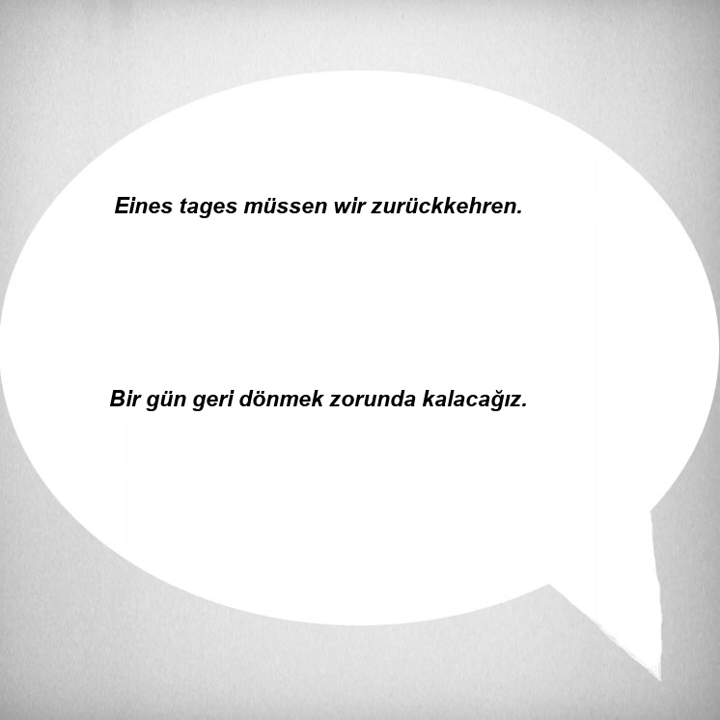 Eines tages müssen wir zurückkehren.
Bir gün geri dönmek zorunda kalacağız.